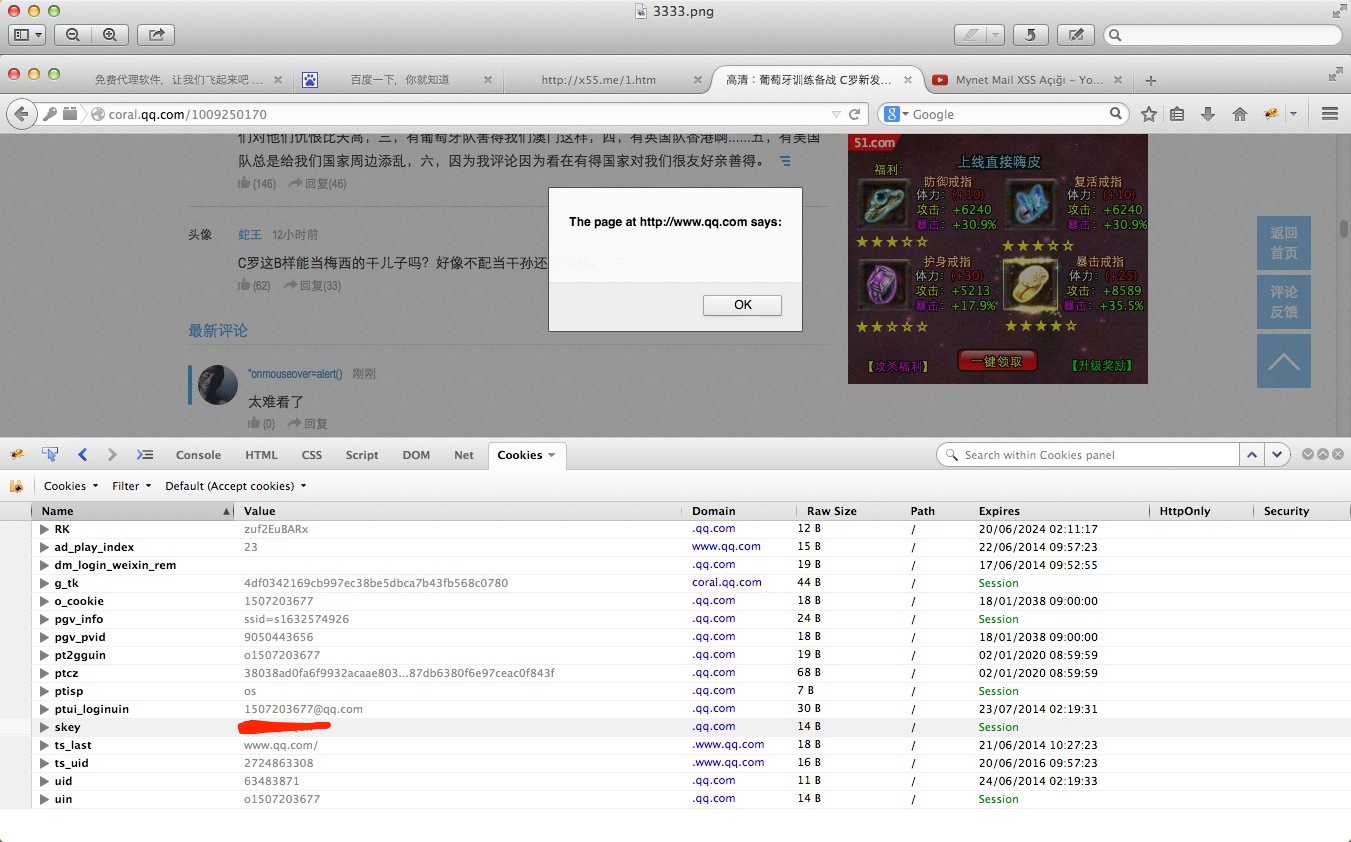 3333.png
免费代理软件，让我们飞起来吧 ...
百度一下，你就知道
http://x55.me/1.htm
高清：葡萄牙训练备战 C罗新发...
Mynet Mail XSS Açığı – Yo...
coral.qq.com/1009250170
Google
们对他们仇恨比天高，三，有葡萄牙队害得我们澳门这样，四，有英国队香港啊......五，有美国
队总是给我们国家周边添乱，六，因为我评论因为看在有得国家对我们很友好亲善得。
(146) 回复(46)
头像 蛇王 12小时前
C罗这B样能当梅西的干儿子吗？好像不配当干孙还
(62) 回复(33)
最新评论
"onmouseover=alert() 刚刚
太难看了
(0) 回复
The page at http://www.qq.com says:
OK
51.com
上线直接嗨皮
福利:
防御戒指
体力: (+10)
攻击: +6240
暴击: +30.9%
复活戒指
体力: (+10)
攻击: +6240
暴击: +30.9%
护身戒指
体力: (+30)
攻击: +5213
暴击: +17.9%
暴击戒指
体力: (+25)
攻击: +8589
暴击: +35.5%
【攻杀福利】 一键领取 【升级奖励】
返回
首页
评论
反馈
Console HTML CSS Script DOM Net Cookies
Search within Cookies panel
Cookies Filter Default (Accept cookies)
Name Value Domain Raw Size Path Expires HttpOnly Security
RK zuf2EuBARx .qq.com 12 B / 20/06/2024 02:11:17
ad_play_index 23 www.qq.com 15 B / 22/06/2014 09:57:23
dm_login_weixin_rem .qq.com 19 B / 17/06/2014 09:52:55
g_tk 4df0342169cb997ec38be5dbca7b43fb568c0780 coral.qq.com 44 B / Session
o_cookie 1507203677 .qq.com 18 B / 18/01/2038 09:00:00
pgv_info ssid=s1632574926 .qq.com 24 B / Session
pgv_pvid 9050443656 .qq.com 18 B / 18/01/2038 09:00:00
pt2gguin o1507203677 .qq.com 19 B / 02/01/2020 08:59:59
ptcz 38038ad0fa6f9932acaae803...87db6380f6e97ceac0f843f .qq.com 68 B / 02/01/2020 08:59:59
ptisp os .qq.com 7 B / Session
ptui_loginuin 1507203677@qq.com .qq.com 30 B / 23/07/2014 02:19:31
skey .qq.com 14 B / Session
ts_last www.qq.com/ .www.qq.com 18 B / 21/06/2014 10:27:23
ts_uid 2724863308 .www.qq.com 16 B / 20/06/2016 09:57:23
uid 63483871 .qq.com 11 B / 24/06/2014 02:19:33
uin o1507203677 .qq.com 14 B / Session